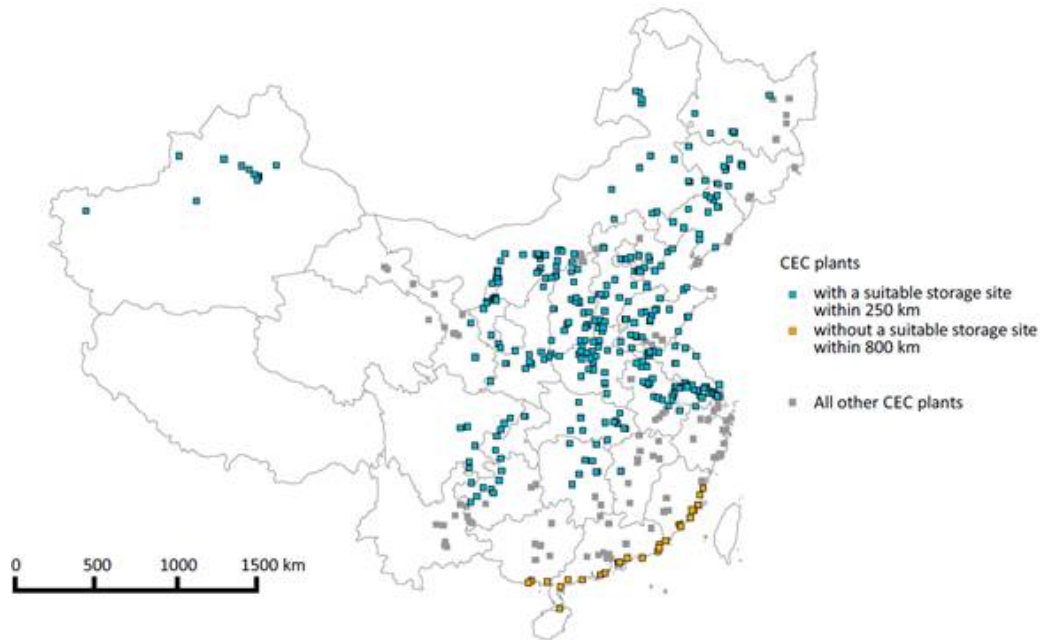 CEC plants
with a suitable storage site
within 250 km
without a suitable storage site
within 800 km
All other CEC plants
0 500 1000 1500 km